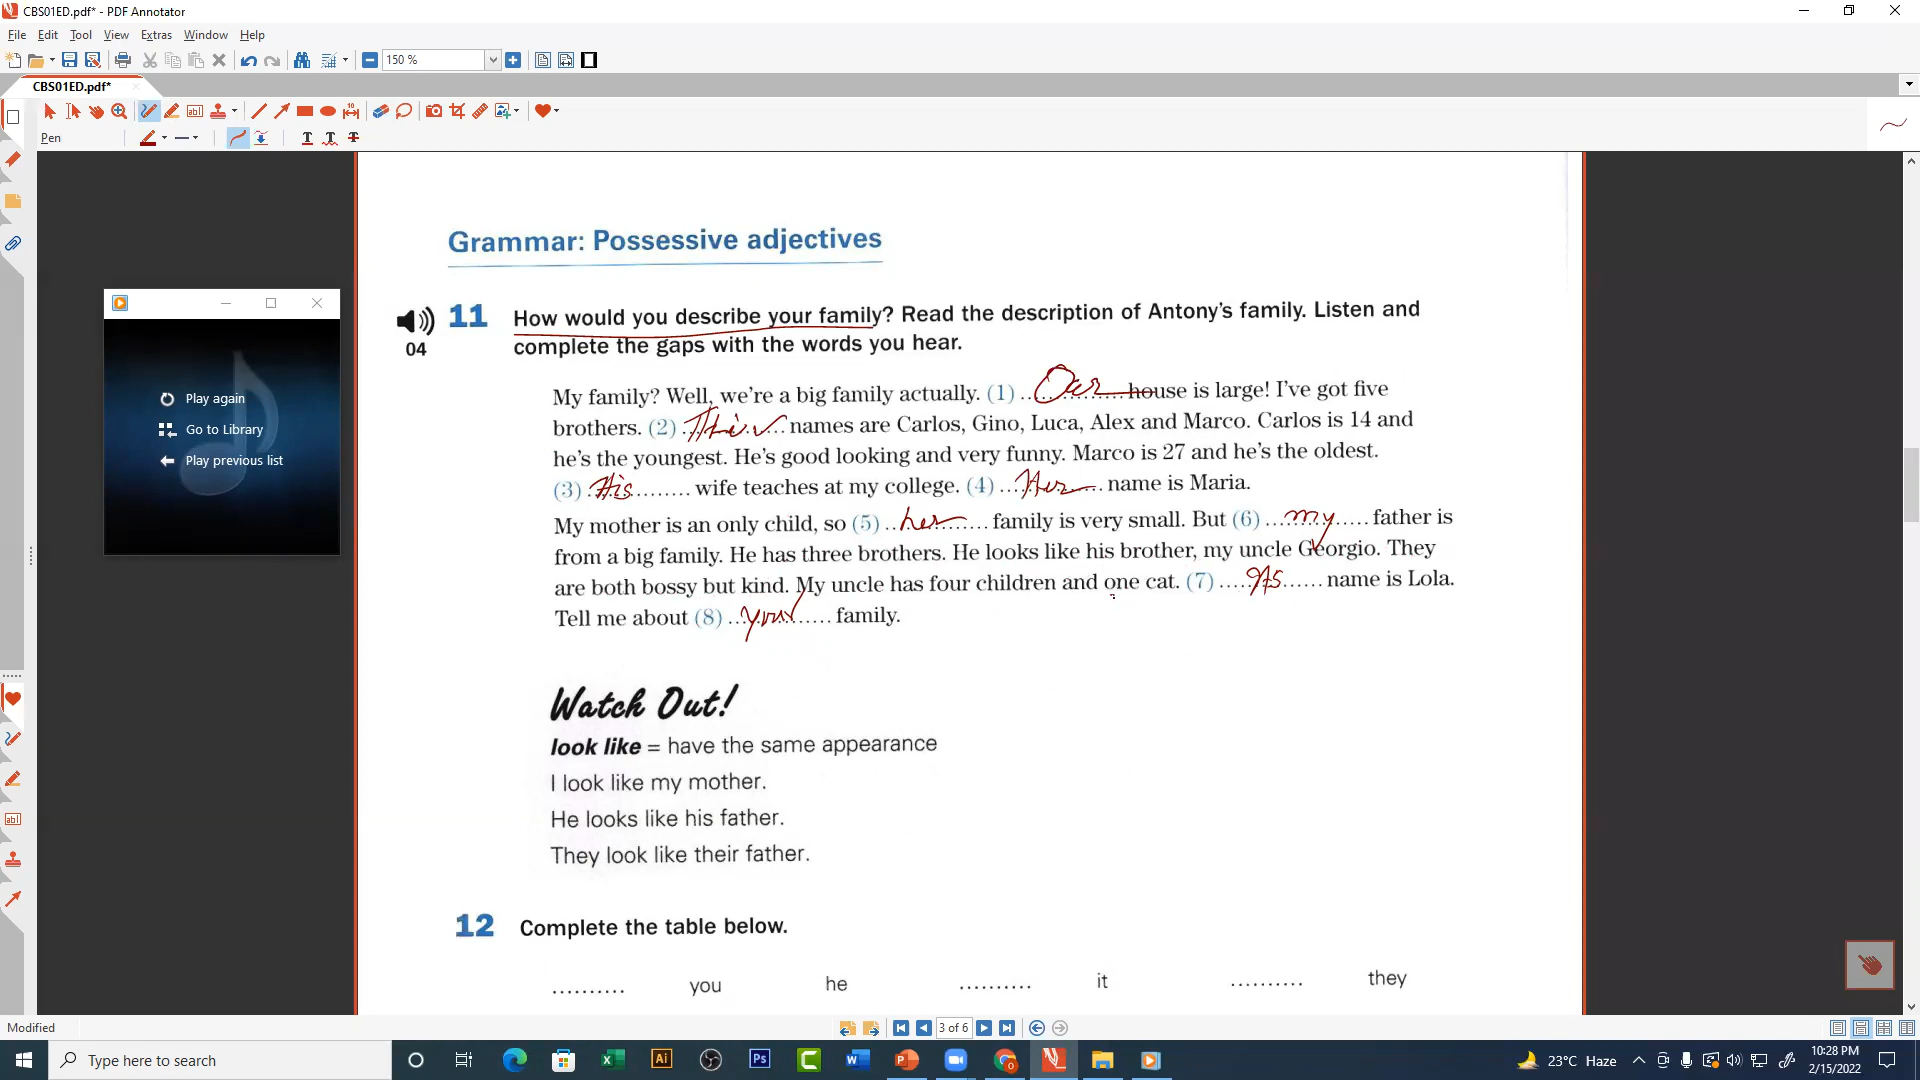 CBS01ED.pdf* - PDF Annotator
File Edit Tool View Extras Window Help
150 %
CBS01ED.pdf*
Pen
Grammar: Possessive adjectives
04
11 How would you describe your family? Read the description of Antony's family. Listen and
complete the gaps with the words you hear.
My family? Well, we're a big family actually. (1) Our house is large! I've got five
brothers. (2) .......... names are Carlos, Gino, Luca, Alex and Marco. Carlos is 14 and
he's the youngest. He's good looking and very funny. Marco is 27 and he's the oldest.
(3) His ........ wife teaches at my college. (4) ... Her ... name is Maria.
My mother is an only child, so (5) .. her ... family is very small. But (6) ... my .... father is
from a big family. He has three brothers. He looks like his brother, my uncle Georgio. They
are both bossy but kind. My uncle has four children and one cat. (7) .... Its ...... name is Lola.
Tell me about (8) .. your ..... family.
Play again
Go to Library
Play previous list
Watch Out!
look like = have the same appearance
I look like my mother.
He looks like his father.
They look like their father.
12 Complete the table below.
.......... you he .......... it .......... they
Modified
3 of 6
Type here to search
23°C Haze
10:28 PM
2/15/2022